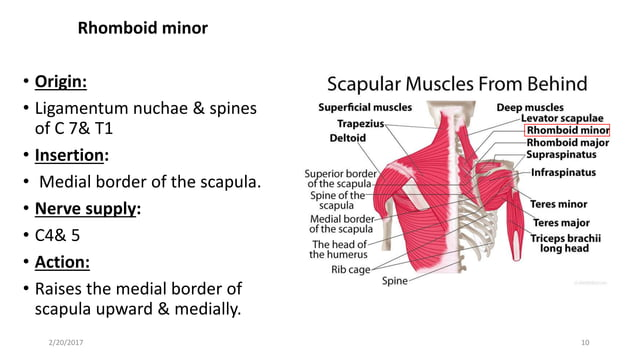 Rhomboid minor
• Origin:
• Ligamentum nuchae & spines
of C 7& T1
• Insertion:
• Medial border of the scapula.
• Nerve supply:
• C4& 5
• Action:
• Raises the medial border of
scapula upward & medially.
Scapular Muscles From Behind
Superficial muscles
Trapezius
Deltoid
Superior border
of the scapula
Spine of the
scapula
Medial border
of the scapula
The head of
the humerus
Rib cage
Spine
Deep muscles
Levator scapulae
Rhomboid minor
Rhomboid major
Supraspinatus
Infraspinatus
Teres minor
Teres major
Triceps brachii
long head
2/20/2017
10